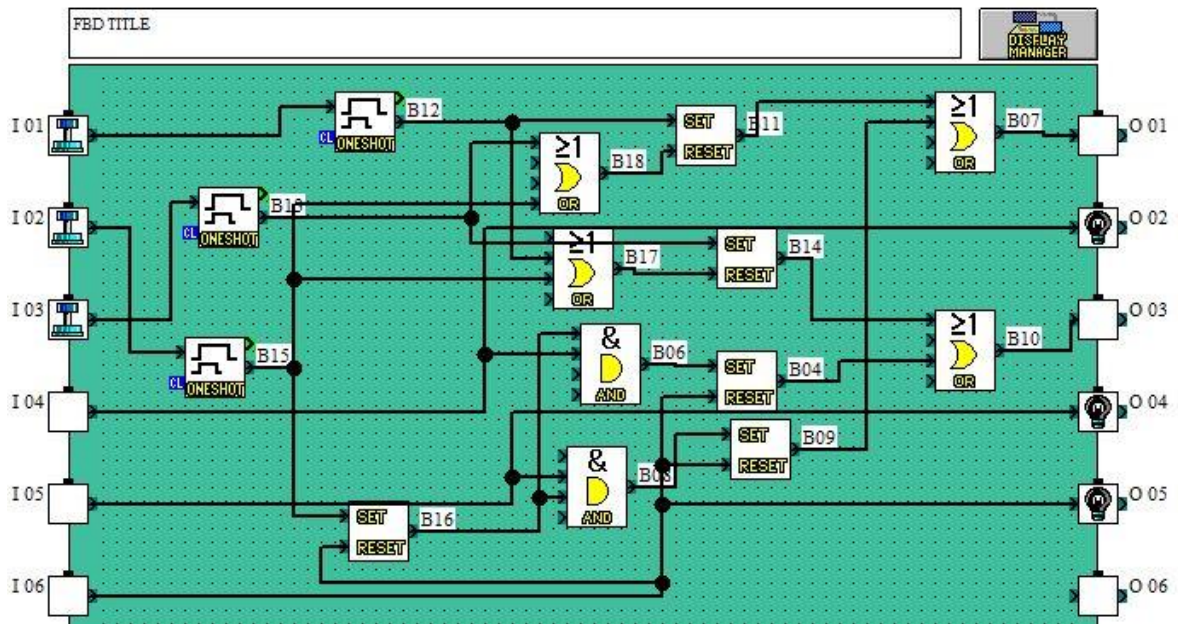 FBD TITLE
DISPLAY
MANAGER
I 01
CL
ONESHOT
B12
≥1
OR
B18
SET
RESET
B11
≥1
OR
B07
O 01
I 02
CL
ONESHOT
B13
≥1
OR
B17
SET
RESET
B14
O 02
I 03
CL
ONESHOT
B15
&
AND
B06
SET
RESET
B04
≥1
OR
B10
O 03
I 04
SET
RESET
B09
O 04
I 05
SET
RESET
B16
&
AND
B08
O 05
I 06
O 06